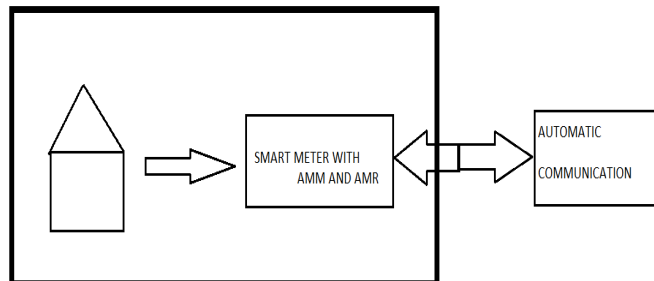 SMART METER WITH
AMM AND AMR
AUTOMATIC
COMMUNICATION